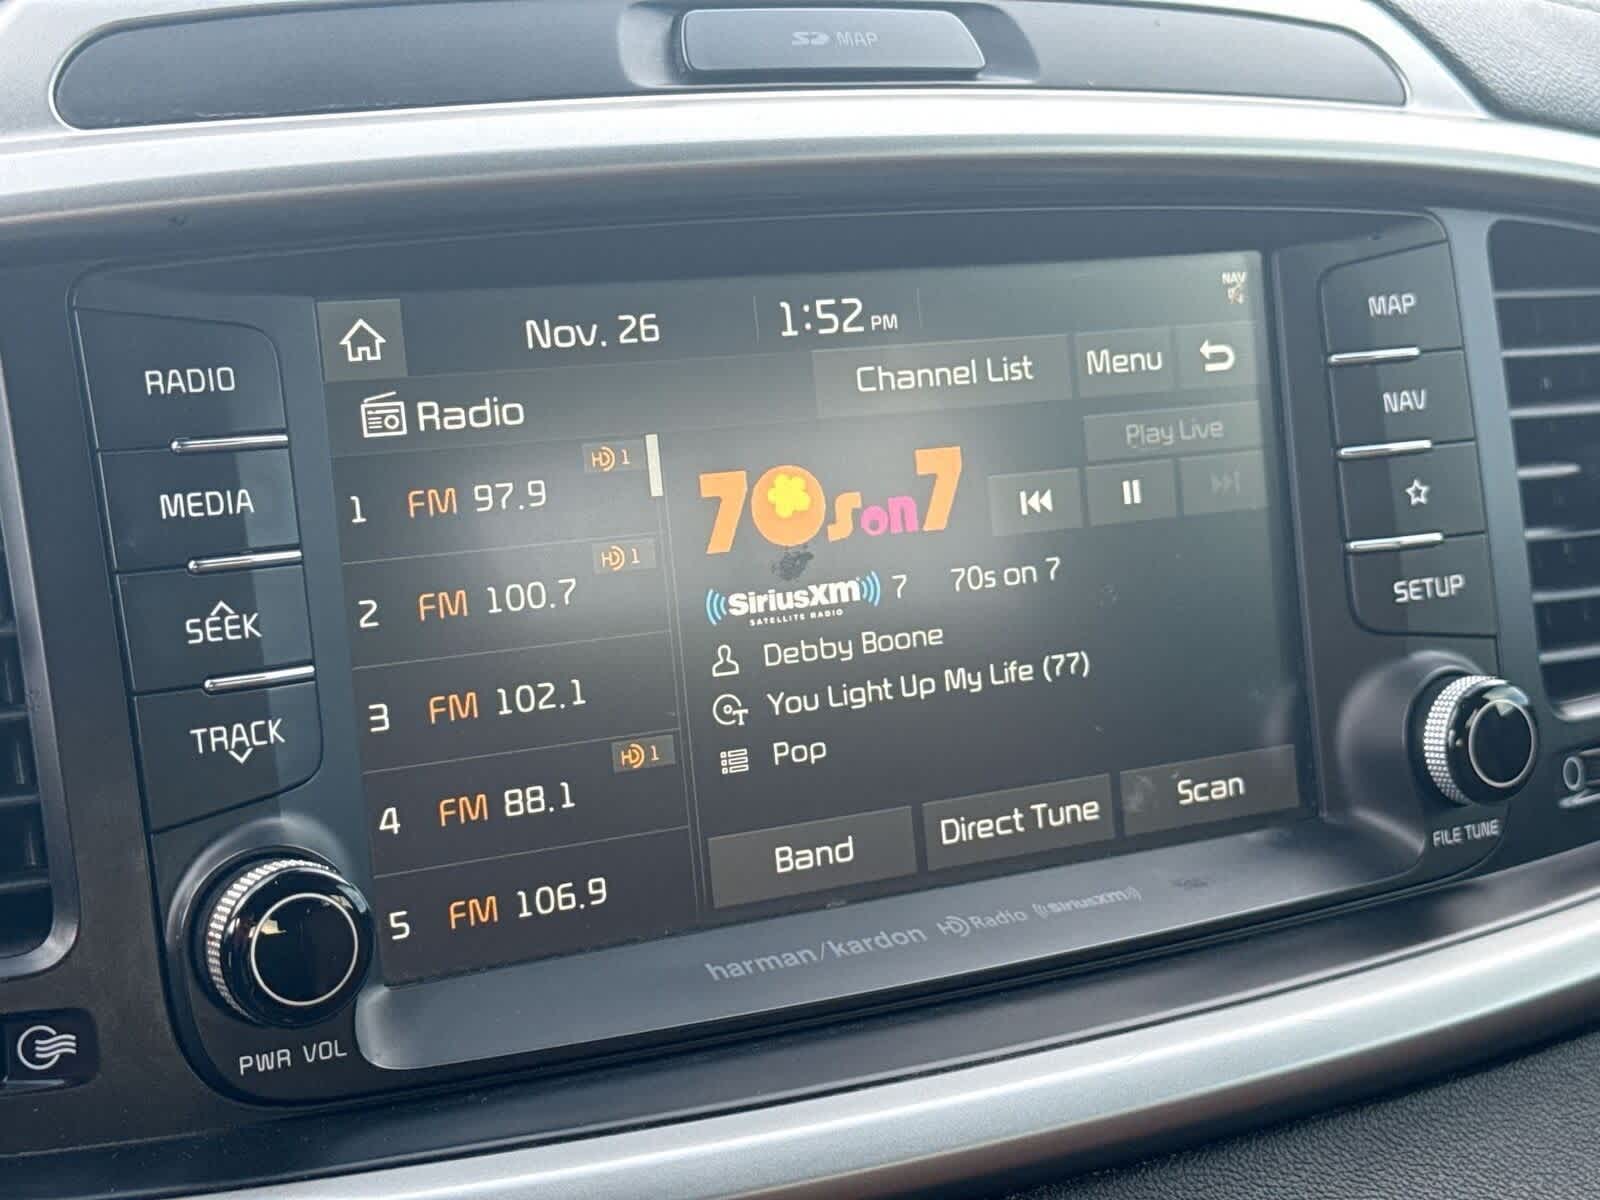 SD MAP
Nov. 26
1:52 PM
NAV
Channel List
Menu
Radio
Play Live
1 FM 97.9 HD 1
2 FM 100.7 HD 1
3 FM 102.1
4 FM 88.1 HD 1
5 FM 106.9
70s on 7
SiriusXM 7 70s on 7
SATELLITE RADIO
Debby Boone
You Light Up My Life (77)
Pop
Band
Direct Tune
Scan
RADIO
MEDIA
SEEK
TRACK
PWR VOL
MAP
NAV
SETUP
FILE TUNE
harman/kardon HD Radio ((SiriusXM))